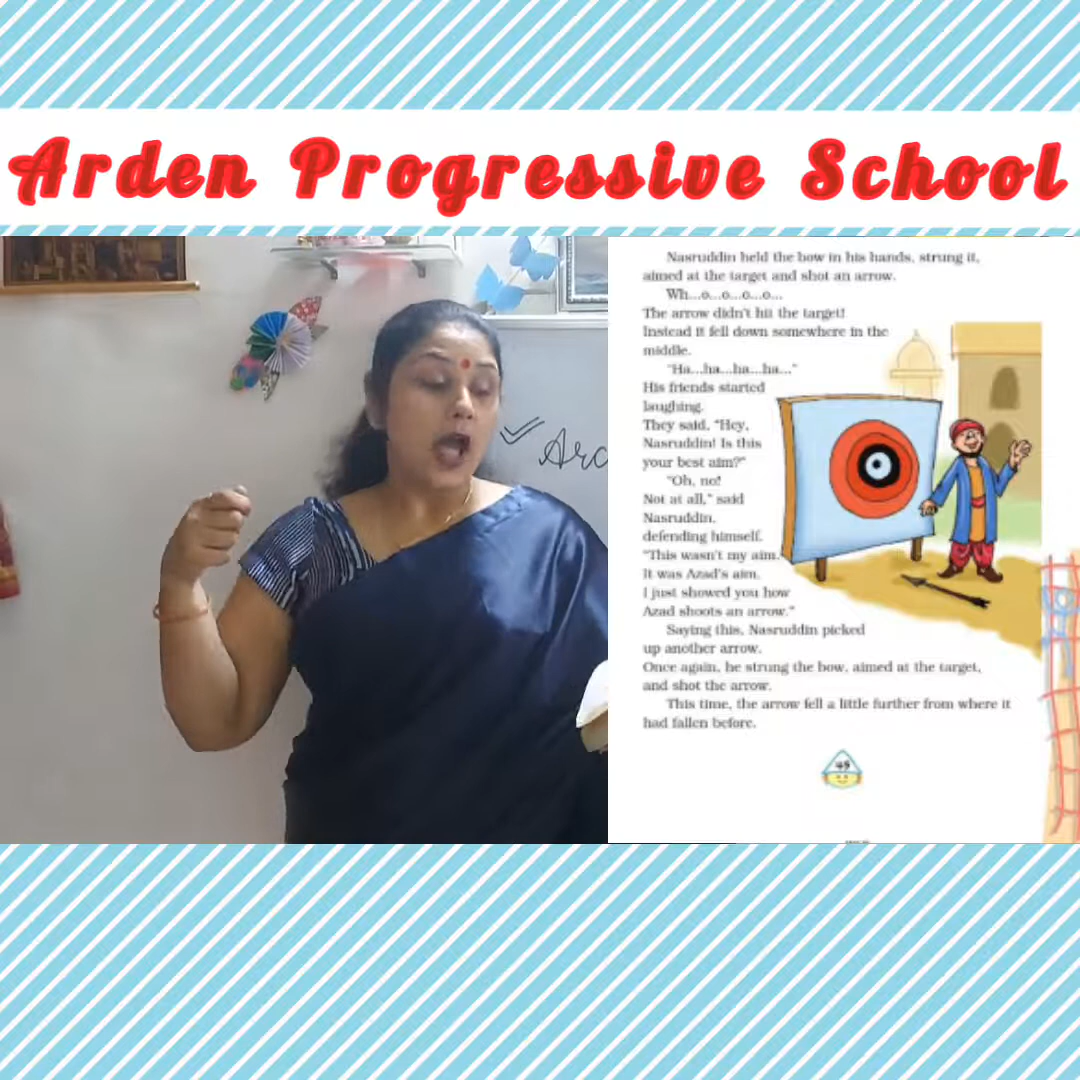 Arden Progressive School
Arc
Nasruddin held the bow in his hands, strung it,
aimed at the target and shot an arrow.
Wh...o...o...o...o...
The arrow didn't hit the target!
Instead it fell down somewhere in the
middle.
"Ha...ha...ha...ha..."
His friends started
laughing.
They said, "Hey,
Nasruddin! Is this
your best aim?"
"Oh, no!
Not at all," said
Nasruddin,
defending himself.
"This wasn't my aim.
It was Azad's aim.
I just showed you how
Azad shoots an arrow."
Saying this, Nasruddin picked
up another arrow.
Once again, he strung the bow, aimed at the target,
and shot the arrow.
This time, the arrow fell a little further from where it
had fallen before.